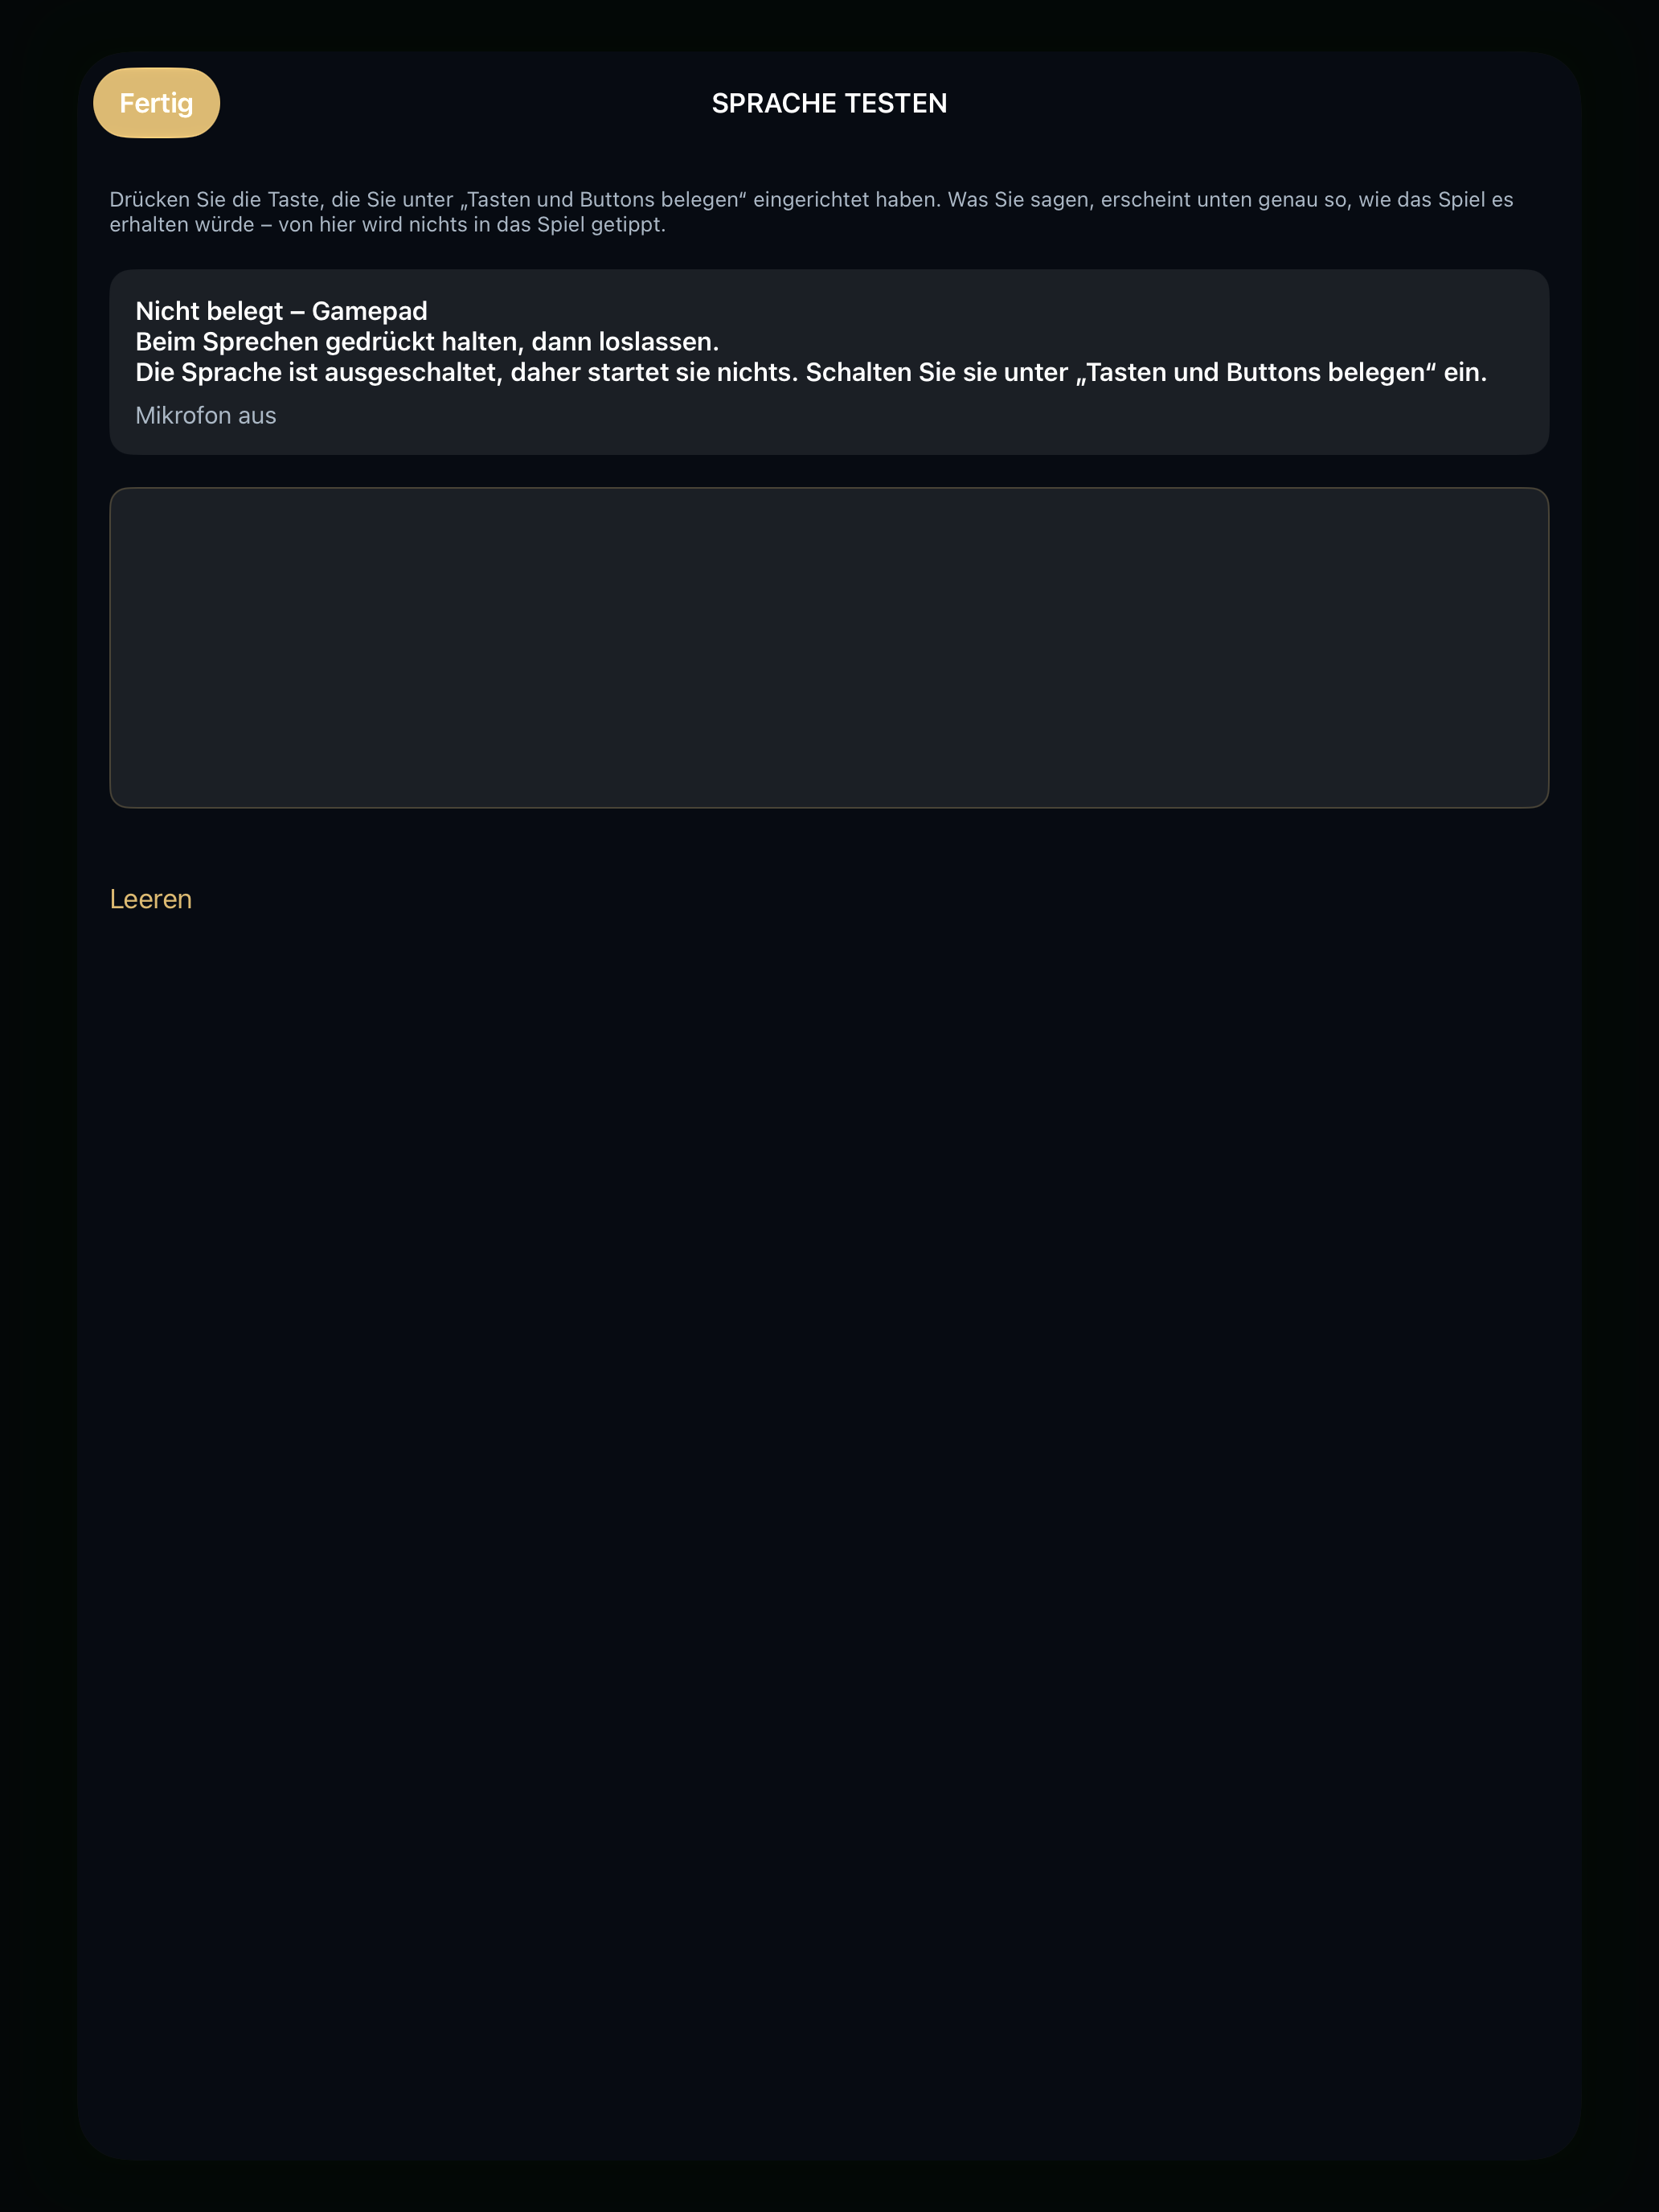 Fertig
SPRACHE TESTEN
Drücken Sie die Taste, die Sie unter „Tasten und Buttons belegen“ eingerichtet haben. Was Sie sagen, erscheint unten genau so, wie das Spiel es
erhalten würde – von hier wird nichts in das Spiel getippt.
Nicht belegt – Gamepad
Beim Sprechen gedrückt halten, dann loslassen.
Die Sprache ist ausgeschaltet, daher startet sie nichts. Schalten Sie sie unter „Tasten und Buttons belegen“ ein.
Mikrofon aus
Leeren